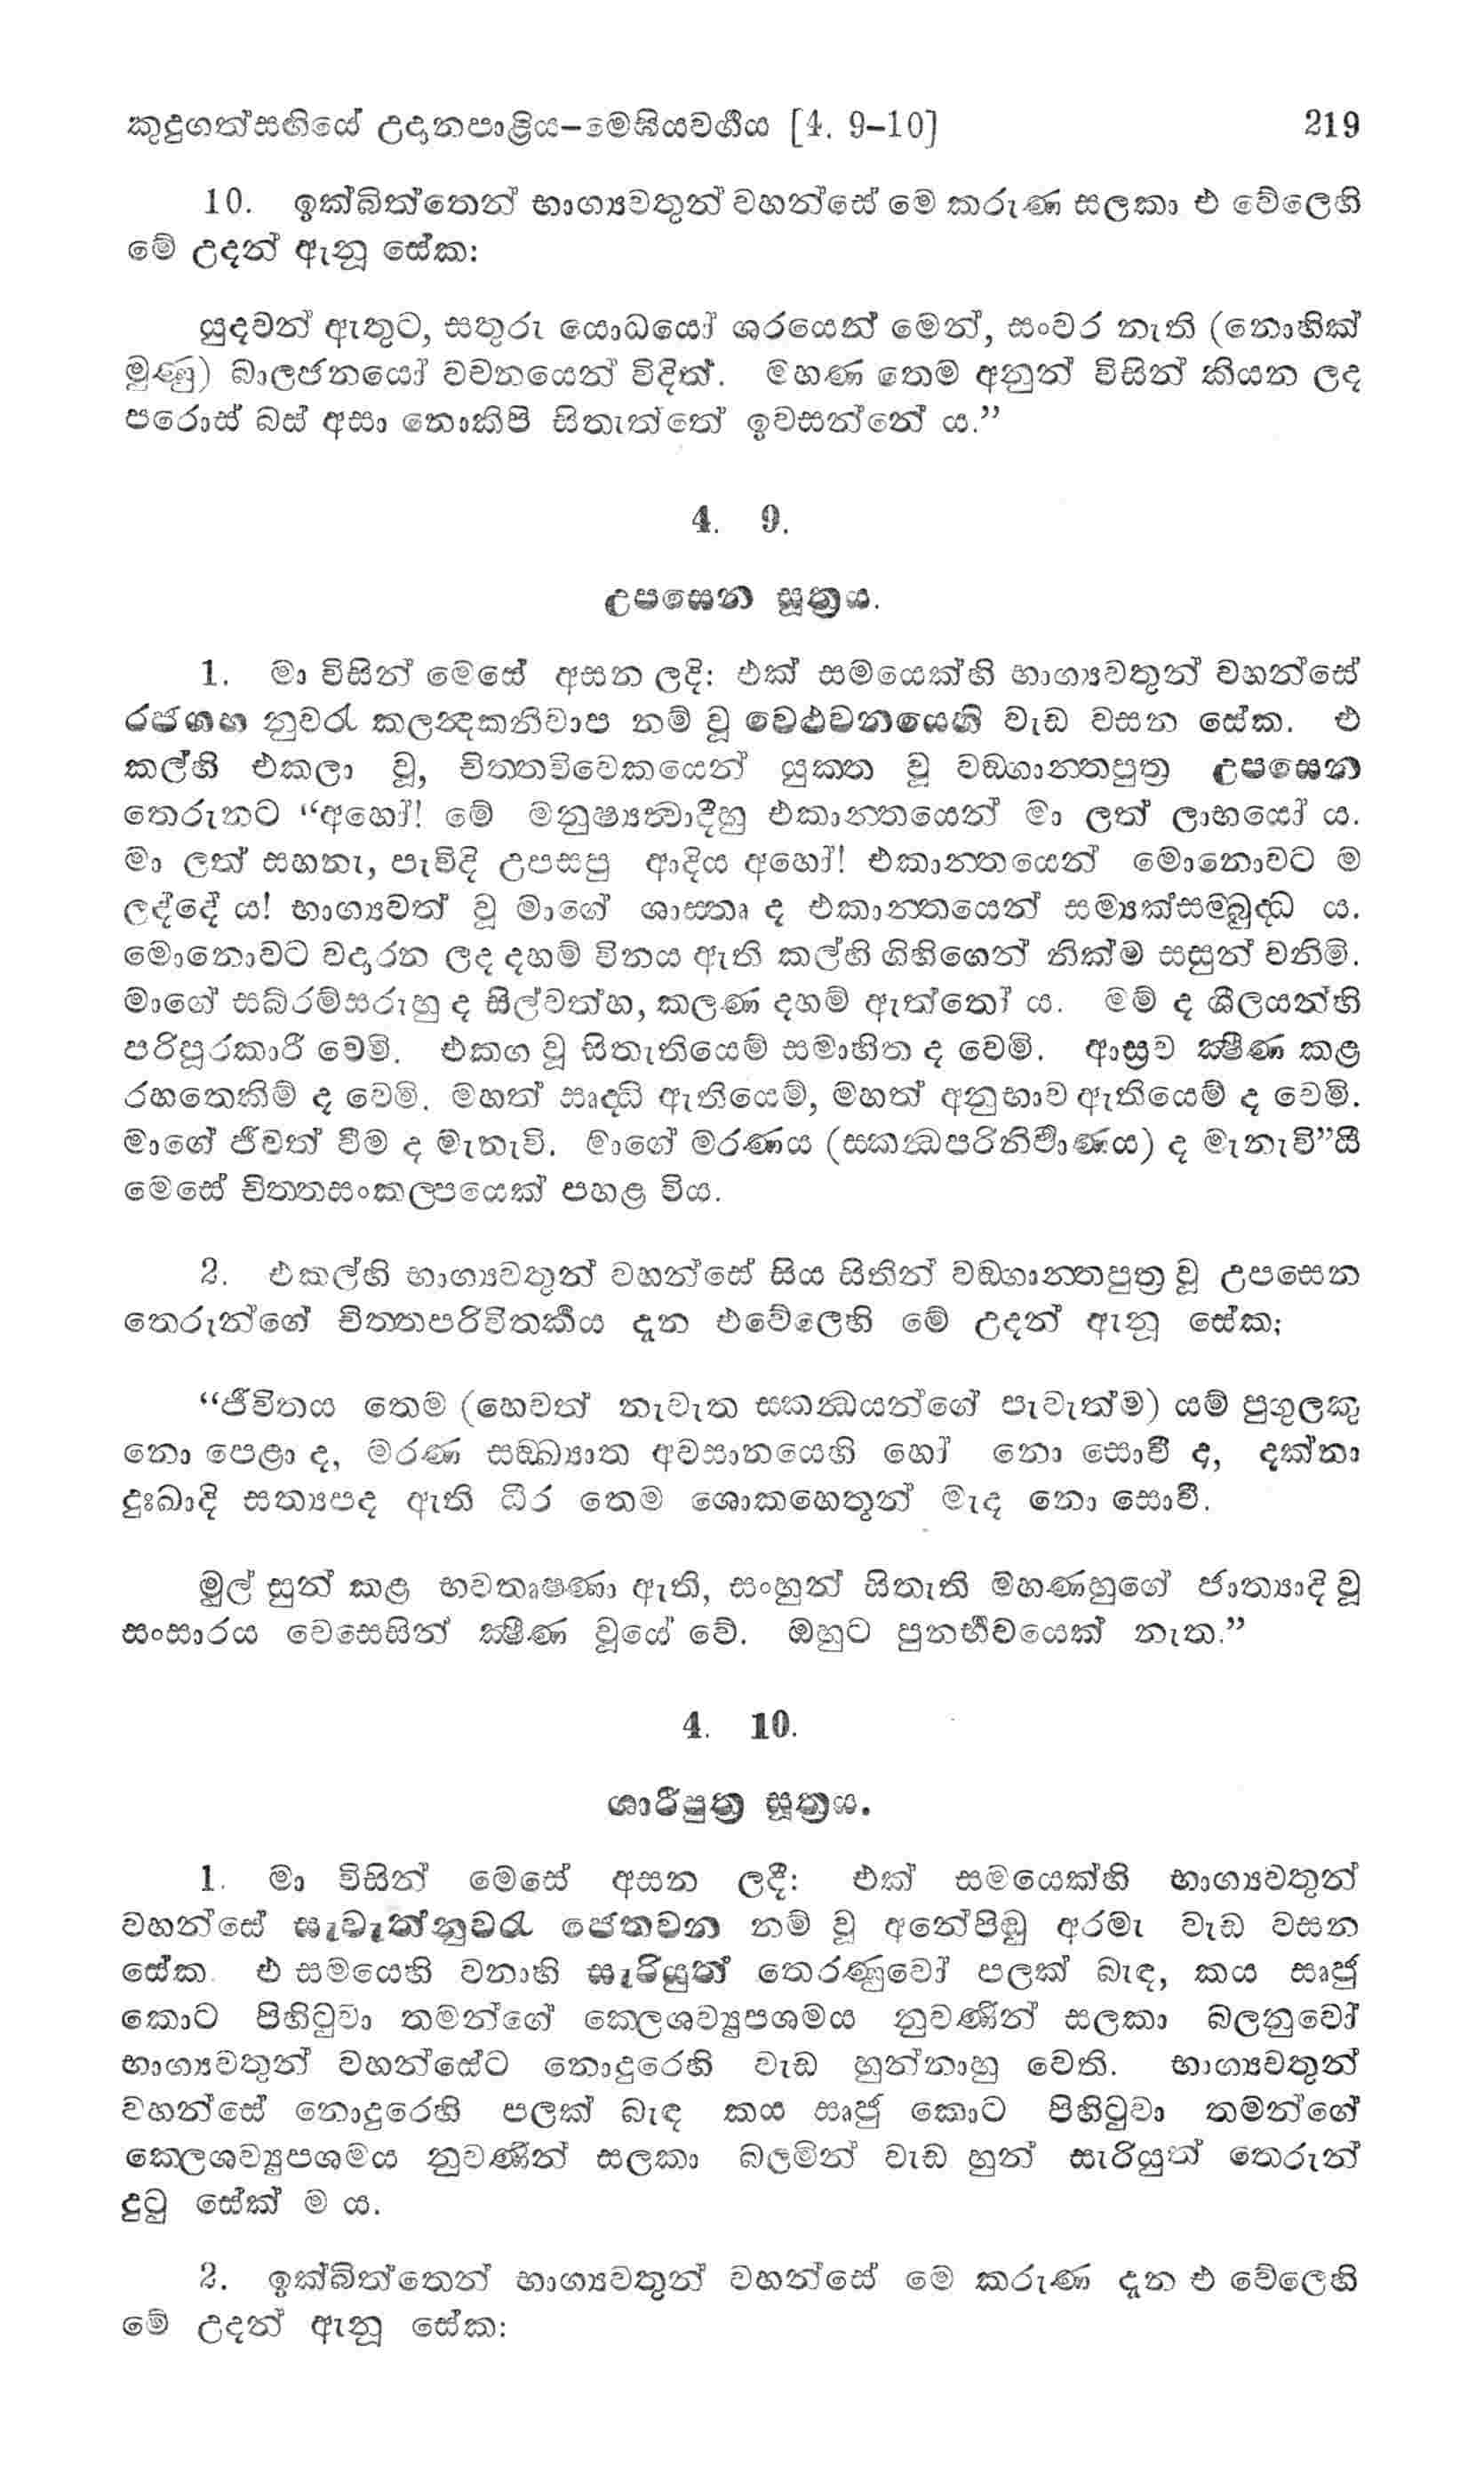 කුදුගත්සඟියේ උදානපාළිය-මෙඝියවර්‍ගය [4. 9-10] 219
10. ඉක්බිත්තෙන් භාග්‍යවතුන් වහන්සේ මෙ කරුණ සලකා එ වේලෙහි
මේ උදන් ඇනූ සේක:
යුදවන් ඇතුට, සතුරු යොධයෝ ශරයෙන් මෙන්, සංවර නැති (නොහික්
මුණු) බාලජනයෝ වචනයෙන් විදිත්. මහණ තෙම අනුන් විසින් කියන ලද
පරොස් බස් අසා නොකිපි සිතැත්තේ ඉවසන්නේ ය.”
4. 9.
උපසෙන සූත්‍රය.
1. මා විසින් මෙසේ අසන ලදි: එක් සමයෙක්හි භාග්‍යවතුන් වහන්සේ
රජගහ නුවර කලන්‍දකනිවාප නම් වූ වෙළුවනයෙහි වැඩ වසන සේක. එ
කල්හි එකලා වූ, චිත්‍තවිවෙකයෙන් යුක්‍ත වූ වඞ්ගාන්‍තපුත්‍ර උපසෙන
තෙරුනට “අහෝ! මේ මනුෂ්‍යත්‍වාදීහු එකාන්‍තයෙන් මා ලත් ලාභයෝ ය.
මා ලත් සහනැ, පැවිදි උපසපු ආදිය අහෝ! එකාන්‍තයෙන් මොනොවට ම
ලද්දේ ය! භාග්‍යවත් වූ මාගේ ශාස්තෘ ද එකාන්‍තයෙන් සම්‍යක්සම්බුද්‍ධ ය.
මොනොවට වදාරන ලද දහම් විනය ඇති කල්හි ගිහිගෙන් නික්ම සසුන් වනිමි.
මාගේ සබ්රම්සරුහු ද සිල්වත්හ, කලණ දහම් ඇත්තෝ ය. මම් ද ශීලයන්හි
පරිපූරකාරී වෙමි. එකග වූ සිතැතියෙම් සමාහිත ද වෙමි. ආස්‍රව ක්‍ෂීණ කළ
රහතෙකිම් ද වෙමි. මහත් ඍද්‍ධි ඇතියෙම්, මහත් අනුභාව ඇතියෙම් ද වෙමි.
මාගේ ජීවත් වීම ද මැනැවි. මාගේ මරණය (ස්කන්‍ධපරිනිර්‍වාණය) ද මැනැවි”යී
මෙසේ චිත්‍තසංකල්‍පයෙක් පහළ විය.
2. එකල්හි භාග්‍යවතුන් වහන්සේ සිය සිතින් වඞ්ගාන්‍තපුත්‍ර වූ උපසෙන
තෙරුන්ගේ චිත්‍තපරිවිතර්‍කය දැන එවේලෙහි මේ උදන් ඇනූ සේක;
“ජීවිතය තෙම (හෙවත් නැවැත ස්කන්‍ධයන්ගේ පැවැත්ම) යම් පුගුලකු
නො පෙළා ද, මරණ සඞ්ඛ්‍යාත අවසානයෙහි හෝ නො සොවී ද, දක්නා
දුඃඛාදි සත්‍යපද ඇති ධීර තෙම ශොකහෙතූන් මැද නො සොවී.
මුල් සුන් කළ භවතෘෂ්ණා ඇති, සංහුන් සිතැති මහණහුගේ ජාත්‍යාදි වූ
සංසාරය වෙසෙසින් ක්‍ෂීණ වූයේ වේ. ඔහුට පුනර්‍භවයෙක් නැත.”
4. 10.
ශාරීපුත්‍ර සූත්‍රය.
1. මා විසින් මෙසේ අසන ලදී: එක් සමයෙක්හි භාග්‍යවතුන්
වහන්සේ සැවැත්නුවර ජේතවන නම් වූ අනේපිඬු අරමැ වැඩ වසන
සේක. එ සමයෙහි වනාහි සැරියුත් තෙරණුවෝ පලක් බැඳ, කය ඍජු
කොට පිහිටුවා තමන්ගේ කෙලශව්‍යුපශමය නුවණින් සලකා බලනුවෝ
භාග්‍යවතුන් වහන්සේට නොදුරෙහි වැඩ හුන්නාහු වෙති. භාග්‍යවතුන්
වහන්සේ නොදුරෙහි පලක් බැඳ කය ඍජු කොට පිහිටුවා තමන්ගේ
කෙලශව්‍යුපශමය නුවණින් සලකා බලමින් වැඩ හුන් සැරියුත් තෙරුන්
දුටු සේක් ම ය.
2. ඉක්බිත්තෙන් භාග්‍යවතුන් වහන්සේ මෙ කරුණ දැන එ වේලෙහි
මේ උදන් ඇනූ සේක: